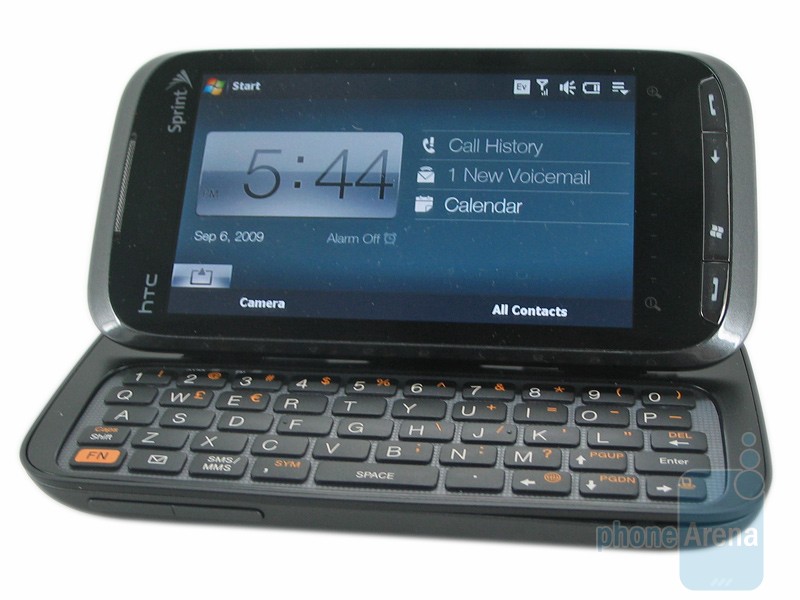 Sprint
hTC
Start
Ev
5:44
AM
Sep 6, 2009
Alarm Off
Call History
1 New Voicemail
Calendar
Camera
All Contacts
1 ! 2 @ 3 # 4 $ 5 % 6 ^ 7 & 8 * 9 ( 0 )
Q W £ E € R T Y U + I = O - P _
A S D F G H \ J / K ' L " DEL ←
Caps Shift Z X C V B : N ; M ? ↑ PGUP Enter
FN SMS/MMS , SYM SPACE . ← ↓ PGDN →
phoneArena